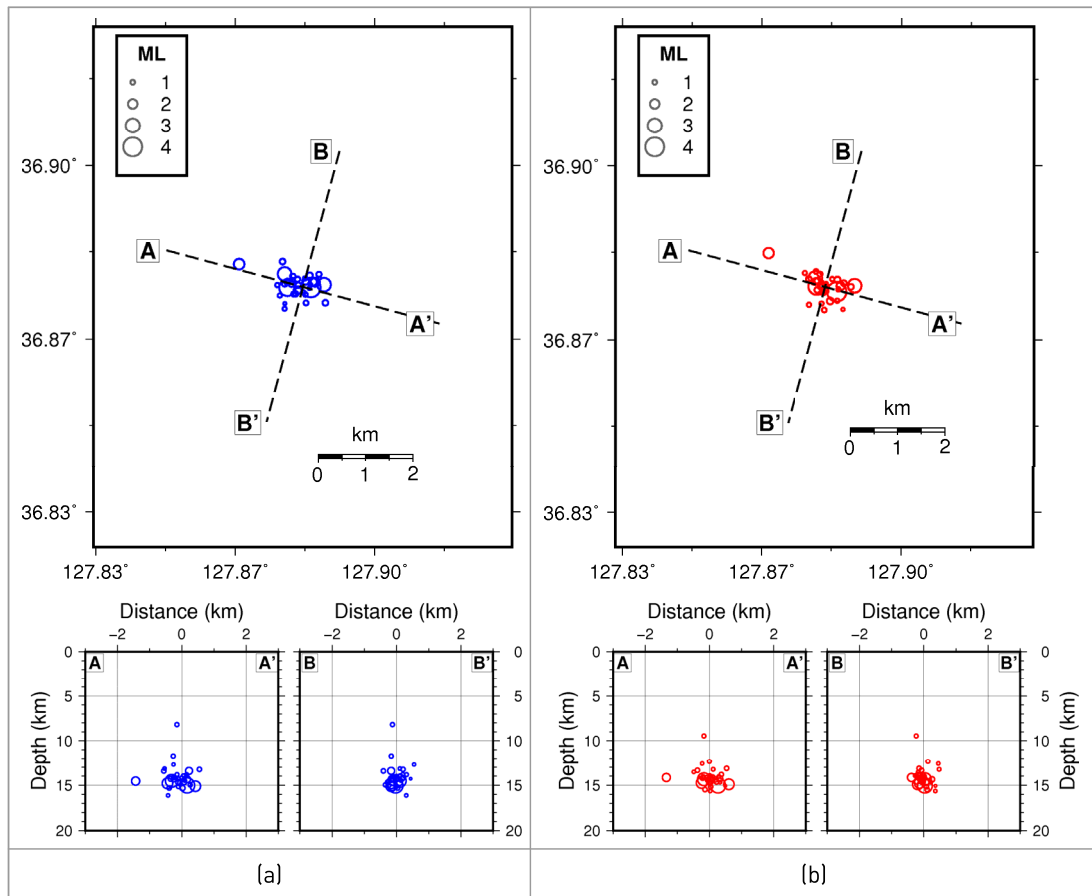 ML
1
2
3
4
B
A
A’
B’
km
0 1 2
36.90°
36.87°
36.83°
127.83° 127.87° 127.90°
Distance (km) Distance (km)
−2 0 2 −2 0 2
A A’ B B’
Depth (km)
0
5
10
15
20
0
5
10
15
20
(a)
ML
1
2
3
4
B
A
A’
B’
km
0 1 2
36.90°
36.87°
36.83°
127.83° 127.87° 127.90°
Distance (km) Distance (km)
−2 0 2 −2 0 2
A A’ B B’
Depth (km)
0
5
10
15
20
0
5
10
15
20
Depth (km)
(b)